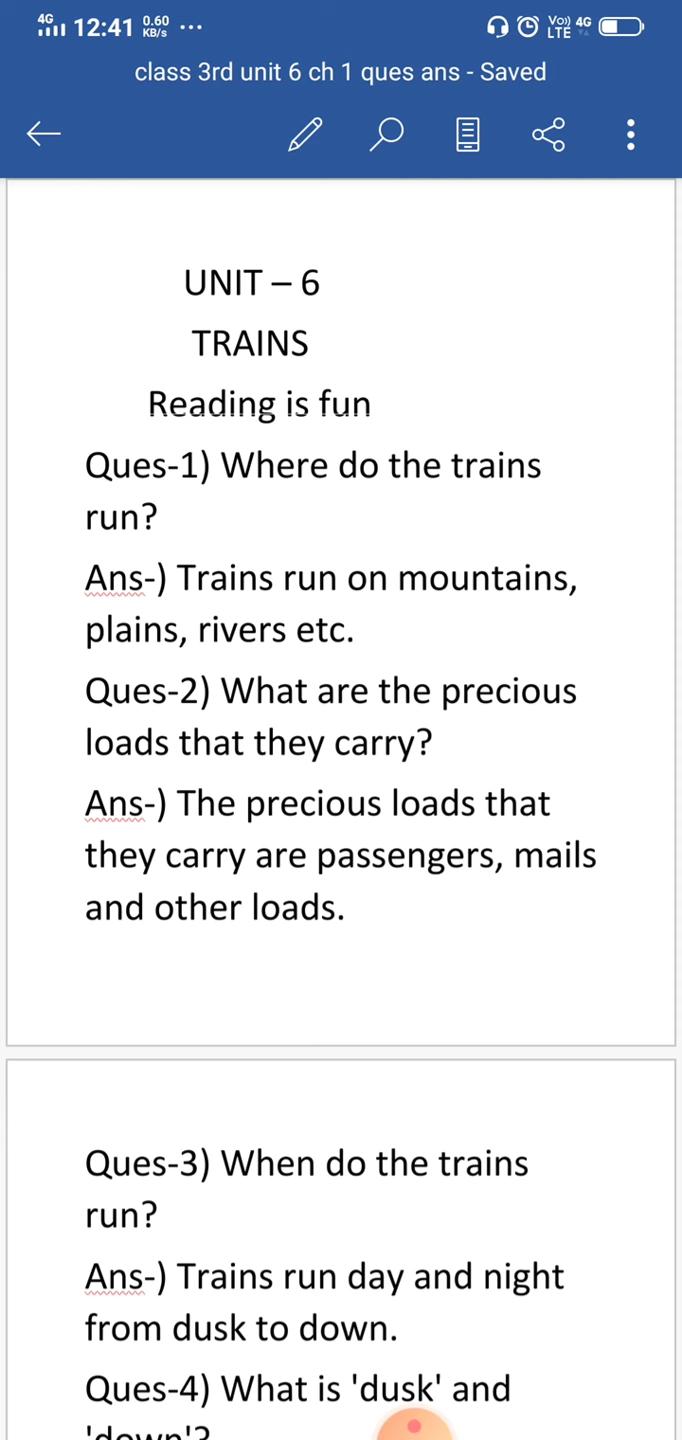 4G 12:41 0.60 KB/s ... Vo)) LTE 4G
class 3rd unit 6 ch 1 ques ans - Saved
UNIT – 6
TRAINS
Reading is fun
Ques-1) Where do the trains
run?
Ans-) Trains run on mountains,
plains, rivers etc.
Ques-2) What are the precious
loads that they carry?
Ans-) The precious loads that
they carry are passengers, mails
and other loads.
Ques-3) When do the trains
run?
Ans-) Trains run day and night
from dusk to down.
Ques-4) What is 'dusk' and
'down'?